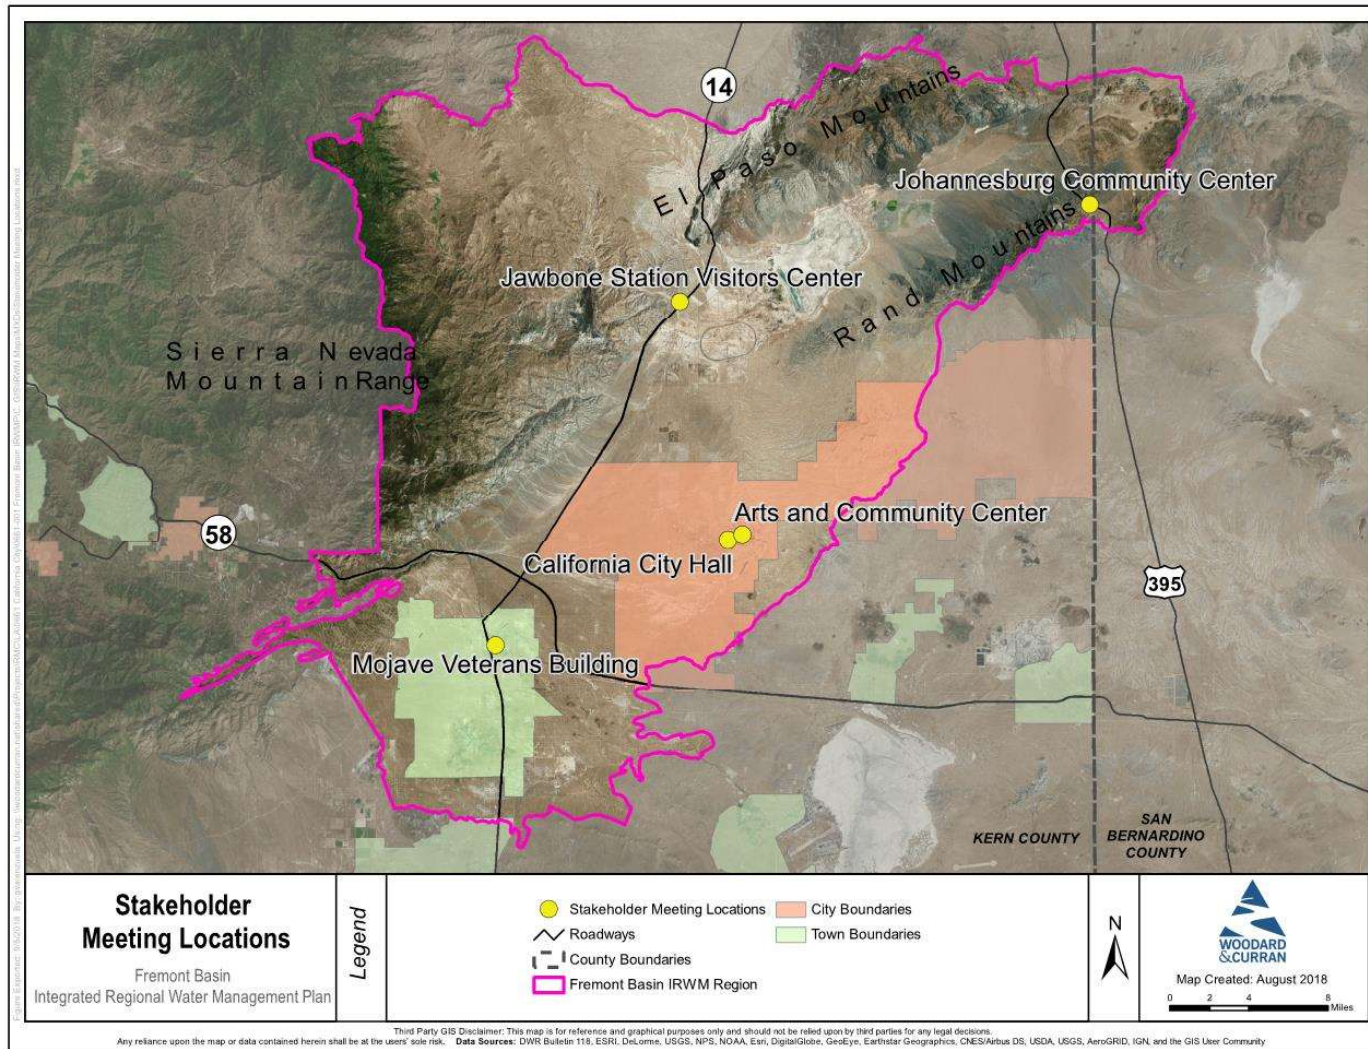 14
El Paso Mountains
Johannesburg Community Center
Jawbone Station Visitors Center
Rand Mountains
Sierra Nevada
Mountain Range
58
Arts and Community Center
California City Hall
395
Mojave Veterans Building
KERN COUNTY
SAN
BERNARDINO
COUNTY
Stakeholder
Meeting Locations
Fremont Basin
Integrated Regional Water Management Plan
Legend
Stakeholder Meeting Locations
City Boundaries
Roadways
Town Boundaries
County Boundaries
Fremont Basin IRWM Region
N
WOODARD
&CURRAN
Map Created: August 2018
0 2 4 8
Miles
Third Party GIS Disclaimer: This map is for reference and graphical purposes only and should not be relied upon by third parties for any legal decisions.
Any reliance upon the map or data contained herein shall be at the users' sole risk. Data Sources: DWR Bulletin 118, ESRI, DeLorme, USGS, NPS, NOAA, Esri, DigitalGlobe, GeoEye, Earthstar Geographics, CNES/Airbus DS, USDA, USGS, AeroGRID, IGN, and the GIS User Community